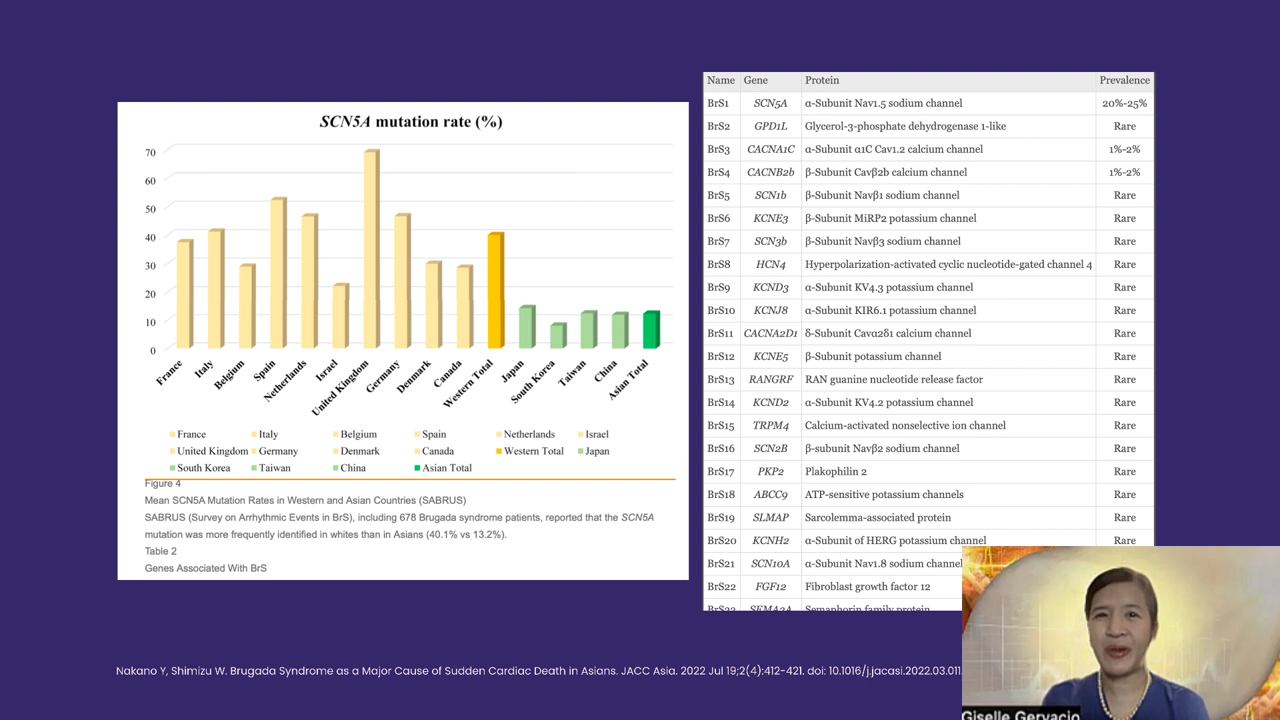 SCN5A mutation rate (%)
70
60
50
40
30
20
10
0
France
Italy
Belgium
Spain
Netherlands
Israel
United Kingdom
Germany
Denmark
Canada
Western Total
Japan
South Korea
Taiwan
China
Asian Total
France Italy Belgium Spain Netherlands Israel
United Kingdom Germany Denmark Canada Western Total Japan
South Korea Taiwan China Asian Total
Figure 4
Mean SCN5A Mutation Rates in Western and Asian Countries (SABRUS)
SABRUS (Survey on Arrhythmic Events in BrS), including 678 Brugada syndrome patients, reported that the SCN5A
mutation was more frequently identified in whites than in Asians (40.1% vs 13.2%).
Table 2
Genes Associated With BrS
Name Gene Protein Prevalence
BrS1 SCN5A α-Subunit Nav1.5 sodium channel 20%-25%
BrS2 GPD1L Glycerol-3-phosphate dehydrogenase 1-like Rare
BrS3 CACNA1C α-Subunit α1C Cav1.2 calcium channel 1%-2%
BrS4 CACNB2b β-Subunit Cavβ2b calcium channel 1%-2%
BrS5 SCN1b β-Subunit Navβ1 sodium channel Rare
BrS6 KCNE3 β-Subunit MiRP2 potassium channel Rare
BrS7 SCN3b β-Subunit Navβ3 sodium channel Rare
BrS8 HCN4 Hyperpolarization-activated cyclic nucleotide-gated channel 4 Rare
BrS9 KCND3 α-Subunit KV4.3 potassium channel Rare
BrS10 KCNJ8 α-Subunit KIR6.1 potassium channel Rare
BrS11 CACNA2D1 δ-Subunit Cavα2δ1 calcium channel Rare
BrS12 KCNE5 β-Subunit potassium channel Rare
BrS13 RANGRF RAN guanine nucleotide release factor Rare
BrS14 KCND2 α-Subunit KV4.2 potassium channel Rare
BrS15 TRPM4 Calcium-activated nonselective ion channel Rare
BrS16 SCN2B β-subunit Navβ2 sodium channel Rare
BrS17 PKP2 Plakophilin 2 Rare
BrS18 ABCC9 ATP-sensitive potassium channels Rare
BrS19 SLMAP Sarcolemma-associated protein Rare
BrS20 KCNH2 α-Subunit of HERG potassium channel Rare
BrS21 SCN10A α-Subunit Nav1.8 sodium channel
BrS22 FGF12 Fibroblast growth factor 12
BrS23 SEMA3A Semaphorin family protein
Nakano Y, Shimizu W. Brugada Syndrome as a Major Cause of Sudden Cardiac Death in Asians. JACC Asia. 2022 Jul 19;2(4):412-421. doi: 10.1016/j.jacasi.2022.03.011.
Giselle Gervacio